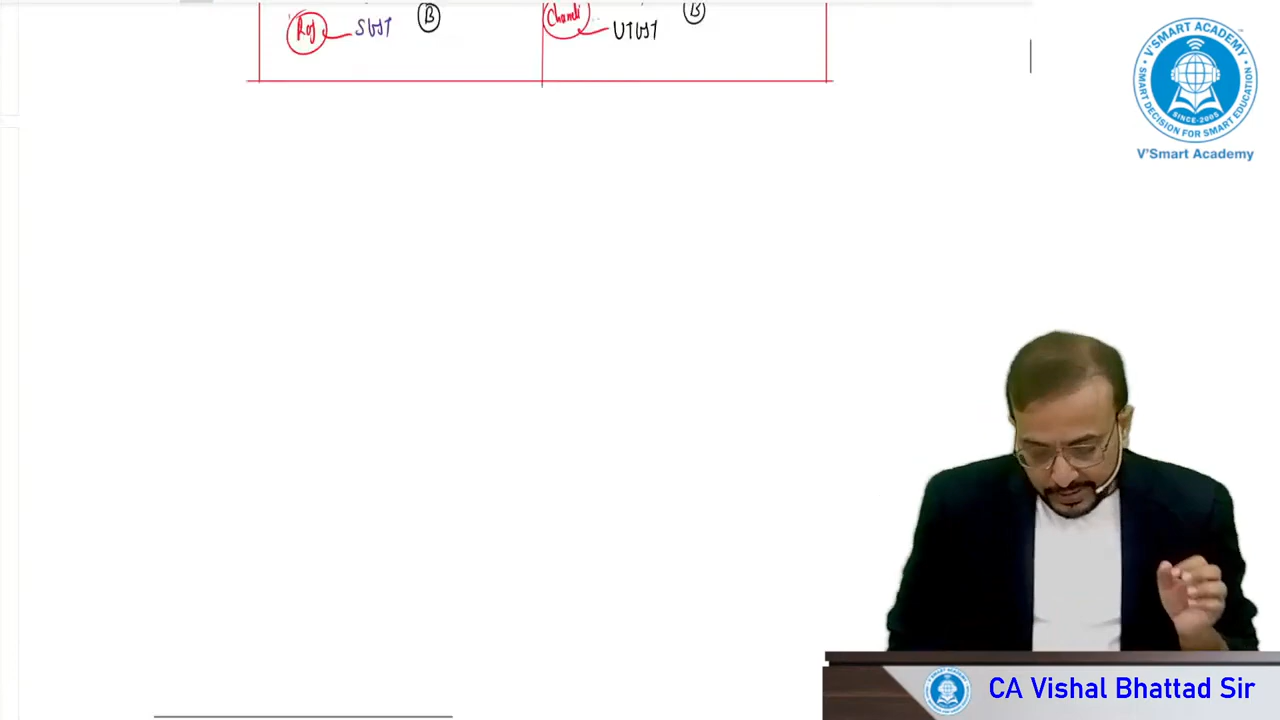 Raj SGST B
Chandi UTGST B
V'SMART ACADEMY
SMART DECISION FOR SMART EDUCATION
SINCE-2005
V'Smart Academy
CA Vishal Bhattad Sir